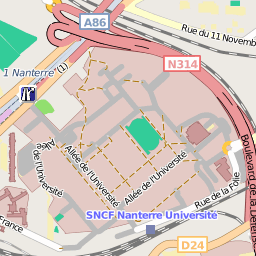 A86
Rue du 11 Novemb
N314
1 Nanterre (1)
Allée
de l'Université
Allée de l'Université
Allée de l'Université
Boulevard de la Défens
Rue de la Folie
SNCF Nanterre Université
France
D24